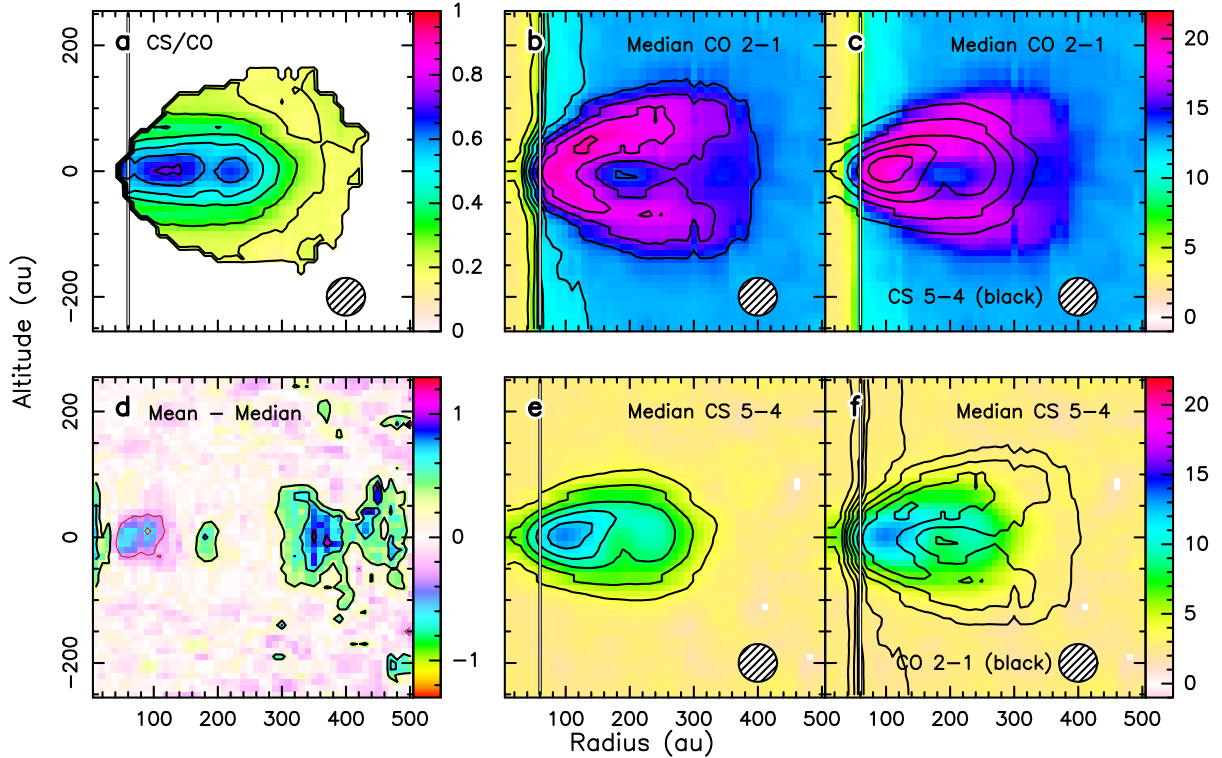 a CS/CO
b Median CO 2−1
c Median CO 2−1
CS 5−4 (black)
d Mean − Median
e Median CS 5−4
f Median CS 5−4
CO 2−1 (black)
Altitude (au)
Radius (au)
200
0
−200
200
0
−200
1
0.8
0.6
0.4
0.2
0
20
15
10
5
0
1
0
−1
20
15
10
5
0
100 200 300 400 500
100 200 300 400 500
100 200 300 400 500